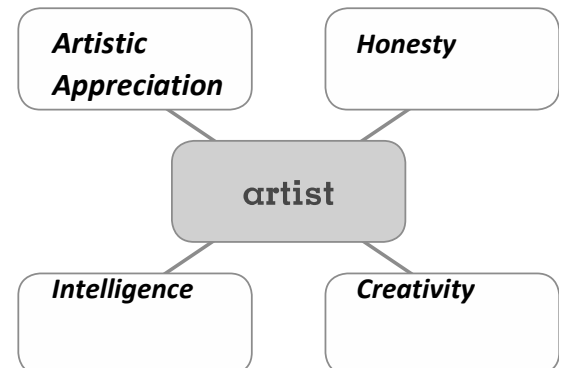 Artistic
Appreciation
Honesty
artist
Intelligence
Creativity